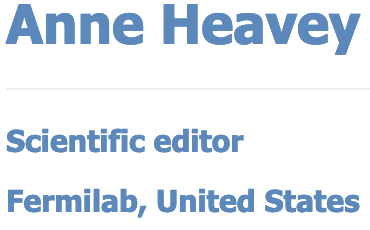 Anne Heavey
Scientific editor
Fermilab, United States